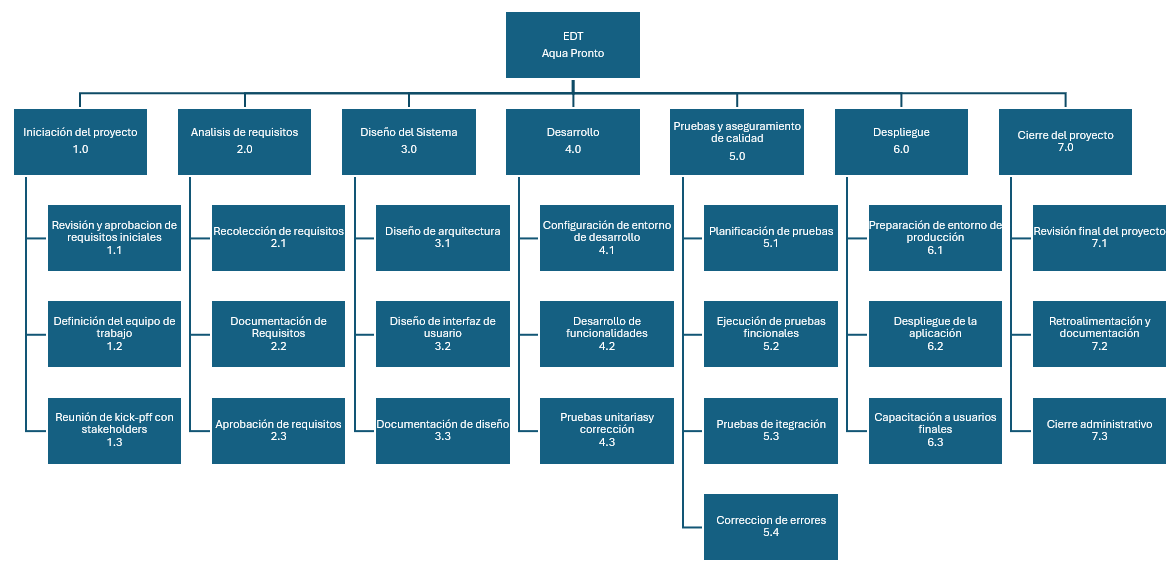 EDT
Aqua Pronto
Iniciación del proyecto
1.0
Analisis de requisitos
2.0
Diseño del Sistema
3.0
Desarrollo
4.0
Pruebas y aseguramiento
de calidad
5.0
Despliegue
6.0
Cierre del proyecto
7.0
Revisión y aprobacion de
requisitos iniciales
1.1
Recolección de requisitos
2.1
Diseño de arquitectura
3.1
Configuración de entorno
de desarrollo
4.1
Planificación de pruebas
5.1
Preparación de entorno de
producción
6.1
Revisión final del proyecto
7.1
Definición del equipo de
trabajo
1.2
Documentación de
Requisitos
2.2
Diseño de interfaz de
usuario
3.2
Desarrollo de
funcionalidades
4.2
Ejecución de pruebas
fincionales
5.2
Despliegue de la
aplicación
6.2
Retroalimentación y
documentación
7.2
Reunión de kick-pff con
stakeholders
1.3
Aprobación de requisitos
2.3
Documentación de diseño
3.3
Pruebas unitariasy
corrección
4.3
Pruebas de itegración
5.3
Capacitación a usuarios
finales
6.3
Cierre administrativo
7.3
Correccion de errores
5.4